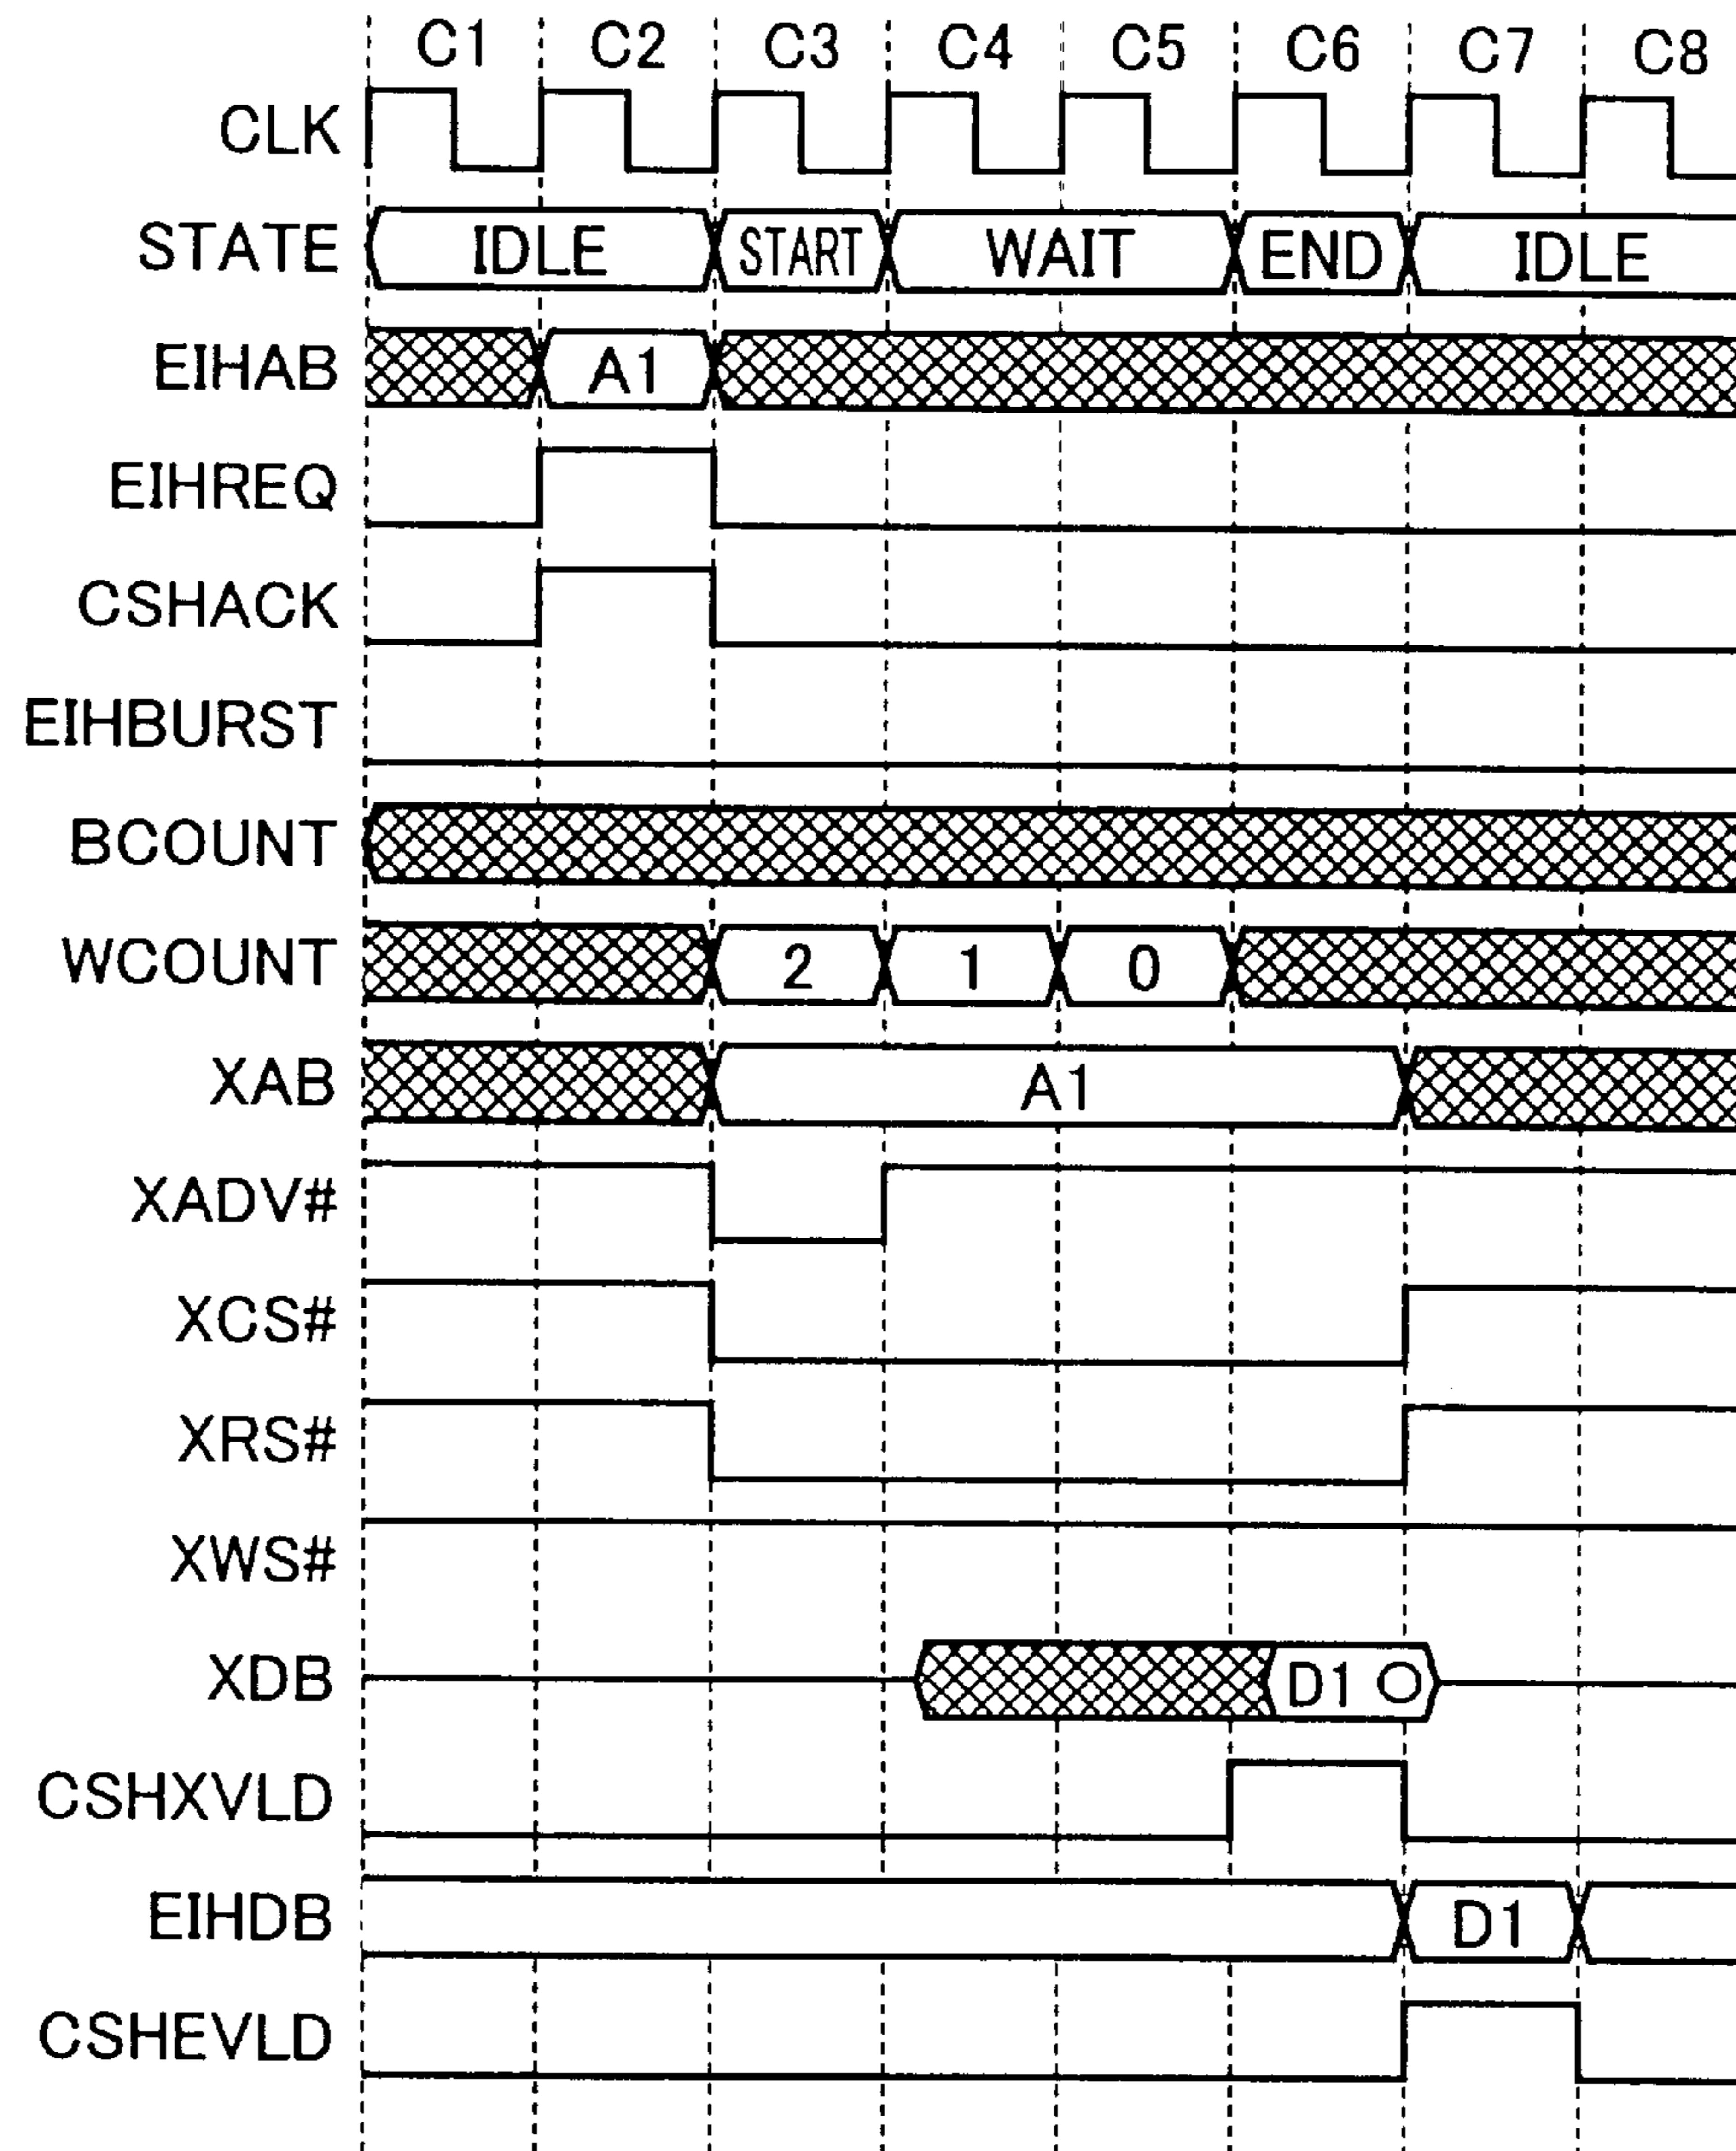 C1 C2 C3 C4 C5 C6 C7 C8
CLK
STATE IDLE START WAIT END IDLE
EIHAB A1
EIHREQ
CSHACK
EIHBURST
BCOUNT
WCOUNT 2 1 0
XAB A1
XADV#
XCS#
XRS#
XWS#
XDB D1
CSHXVLD
EIHDB D1
CSHEVLD